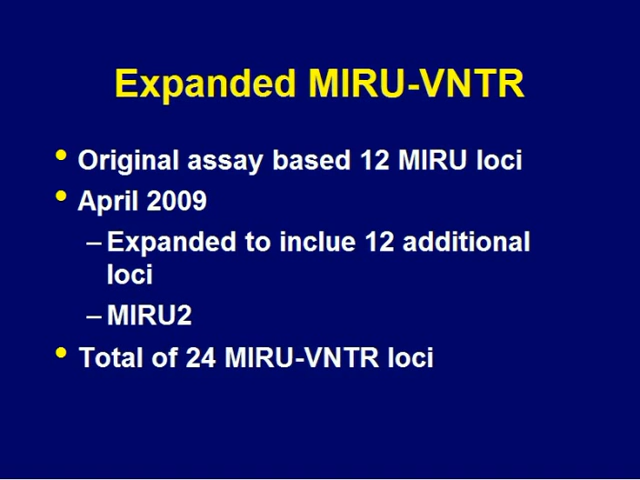 Expanded MIRU-VNTR
• Original assay based 12 MIRU loci
• April 2009
– Expanded to inclue 12 additional
loci
– MIRU2
• Total of 24 MIRU-VNTR loci